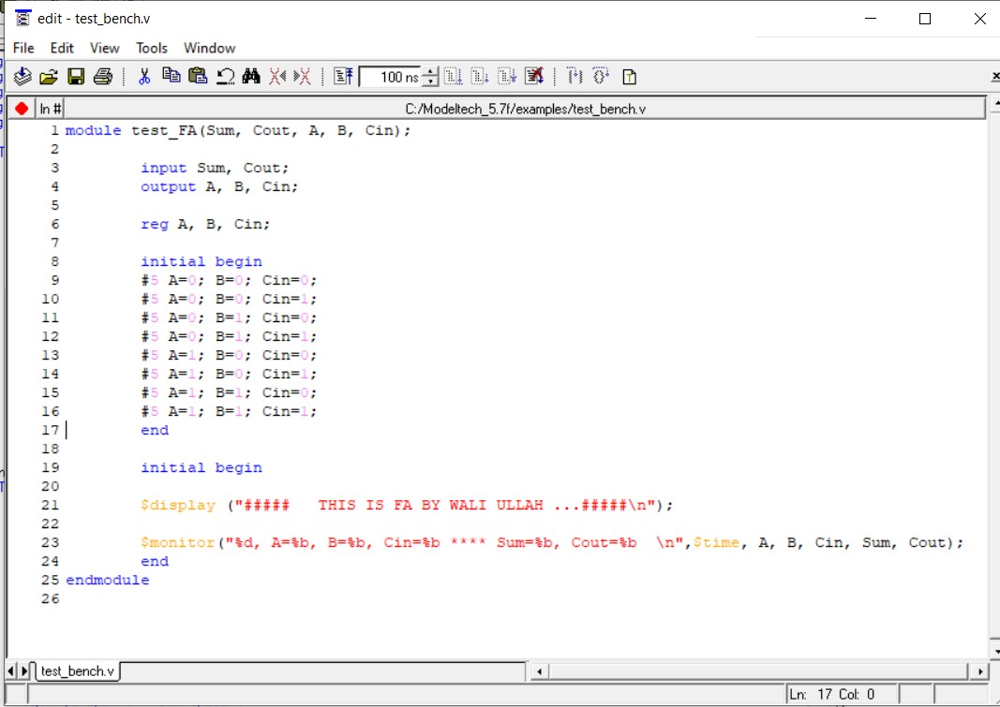 edit - test_bench.v
File Edit View Tools Window
100 ns
ln # C:/Modeltech_5.7f/examples/test_bench.v
1 module test_FA(Sum, Cout, A, B, Cin);
2
3 input Sum, Cout;
4 output A, B, Cin;
5
6 reg A, B, Cin;
7
8 initial begin
9 #5 A=0; B=0; Cin=0;
10 #5 A=0; B=0; Cin=1;
11 #5 A=0; B=1; Cin=0;
12 #5 A=0; B=1; Cin=1;
13 #5 A=1; B=0; Cin=0;
14 #5 A=1; B=0; Cin=1;
15 #5 A=1; B=1; Cin=0;
16 #5 A=1; B=1; Cin=1;
17 end
18
19 initial begin
20
21 $display ("##### THIS IS FA BY WALI ULLAH ...#####\n");
22
23 $monitor("%d, A=%b, B=%b, Cin=%b **** Sum=%b, Cout=%b \n",$time, A, B, Cin, Sum, Cout);
24 end
25 endmodule
26
test_bench.v
Ln: 17 Col: 0